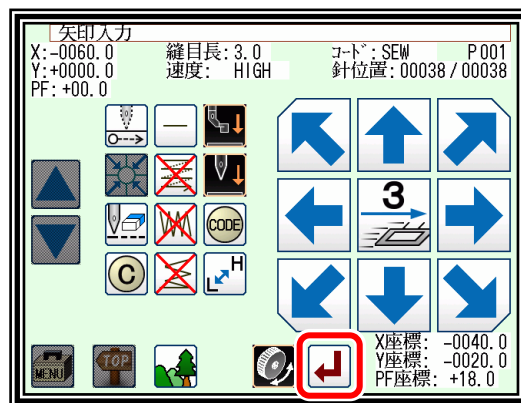 矢印入力
X:-0060.0 縫目長:3.0 コード:SEW P001
Y:+0000.0 速度: HIGH 針位置:00038/00038
PF:+00.0
CODE
3
C
H
L
X座標: -0040.0
Y座標: -0020.0
PF座標: +18.0
MENU
TOP